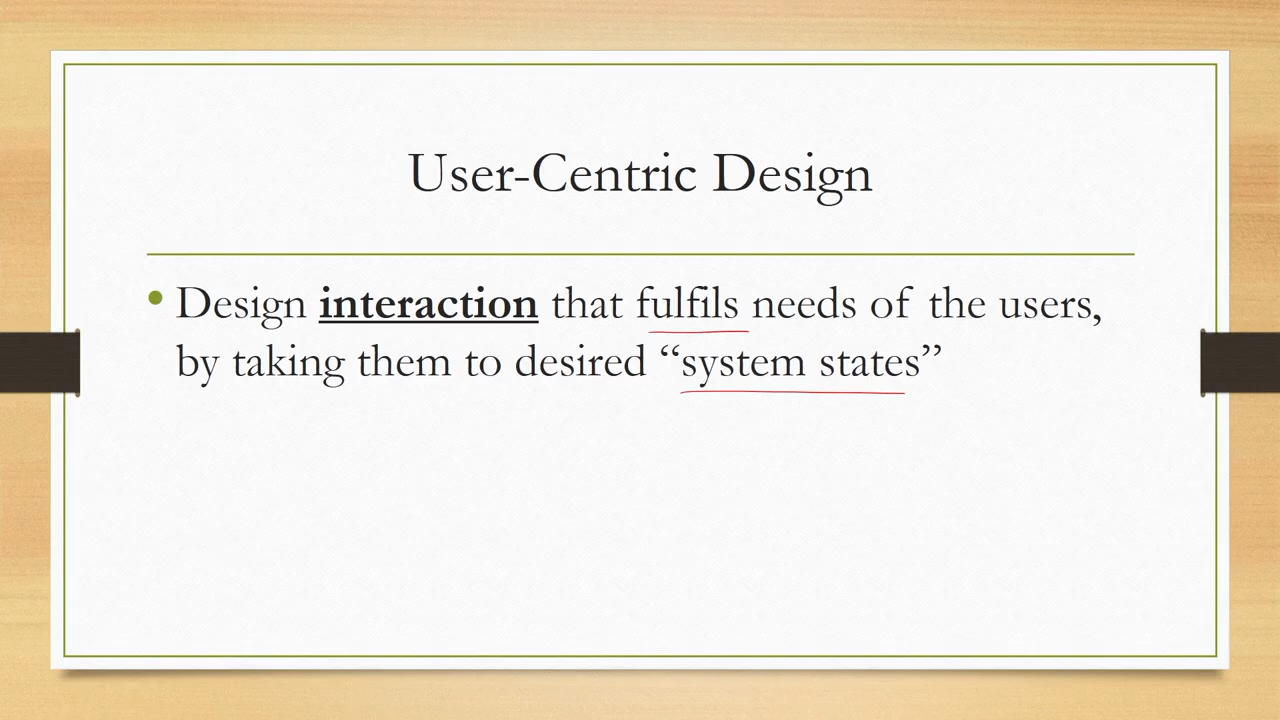 User-Centric Design
• Design interaction that fulfils needs of the users,
by taking them to desired “system states”